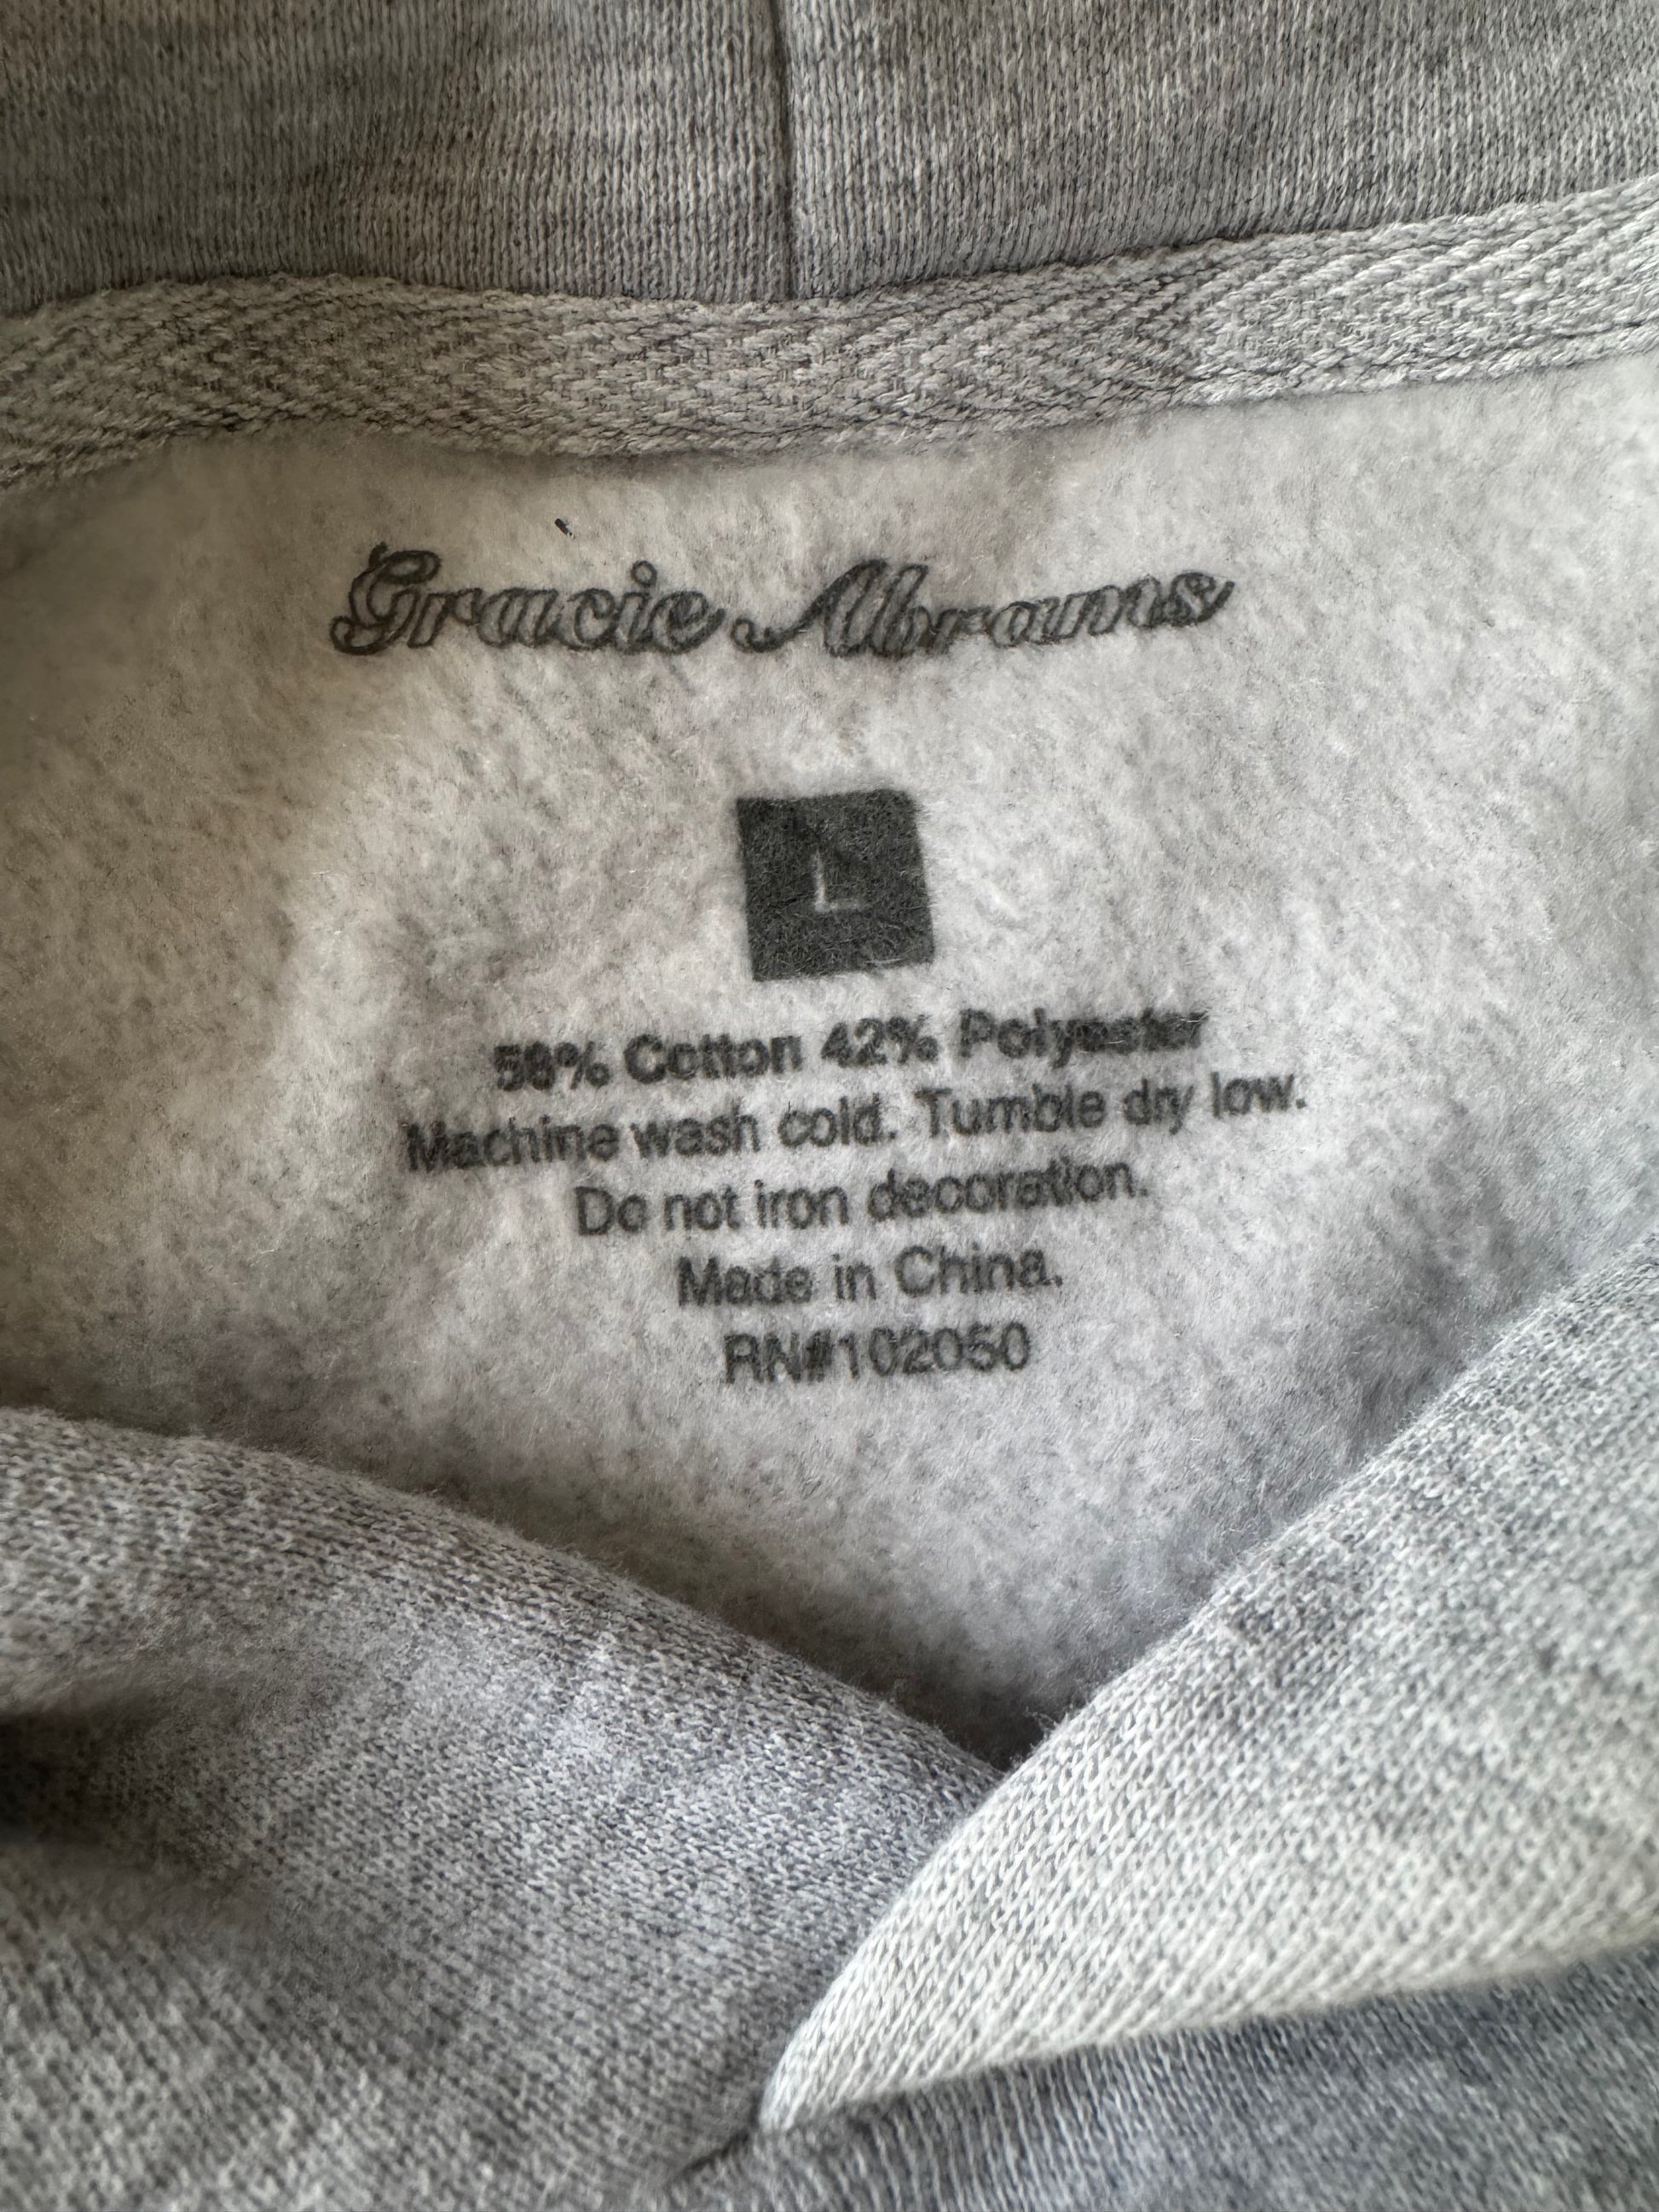 Gracie Abrams
L
58% Cotton 42% Polyester
Machine wash cold. Tumble dry low.
Do not iron decoration.
Made in China.
RN#102050